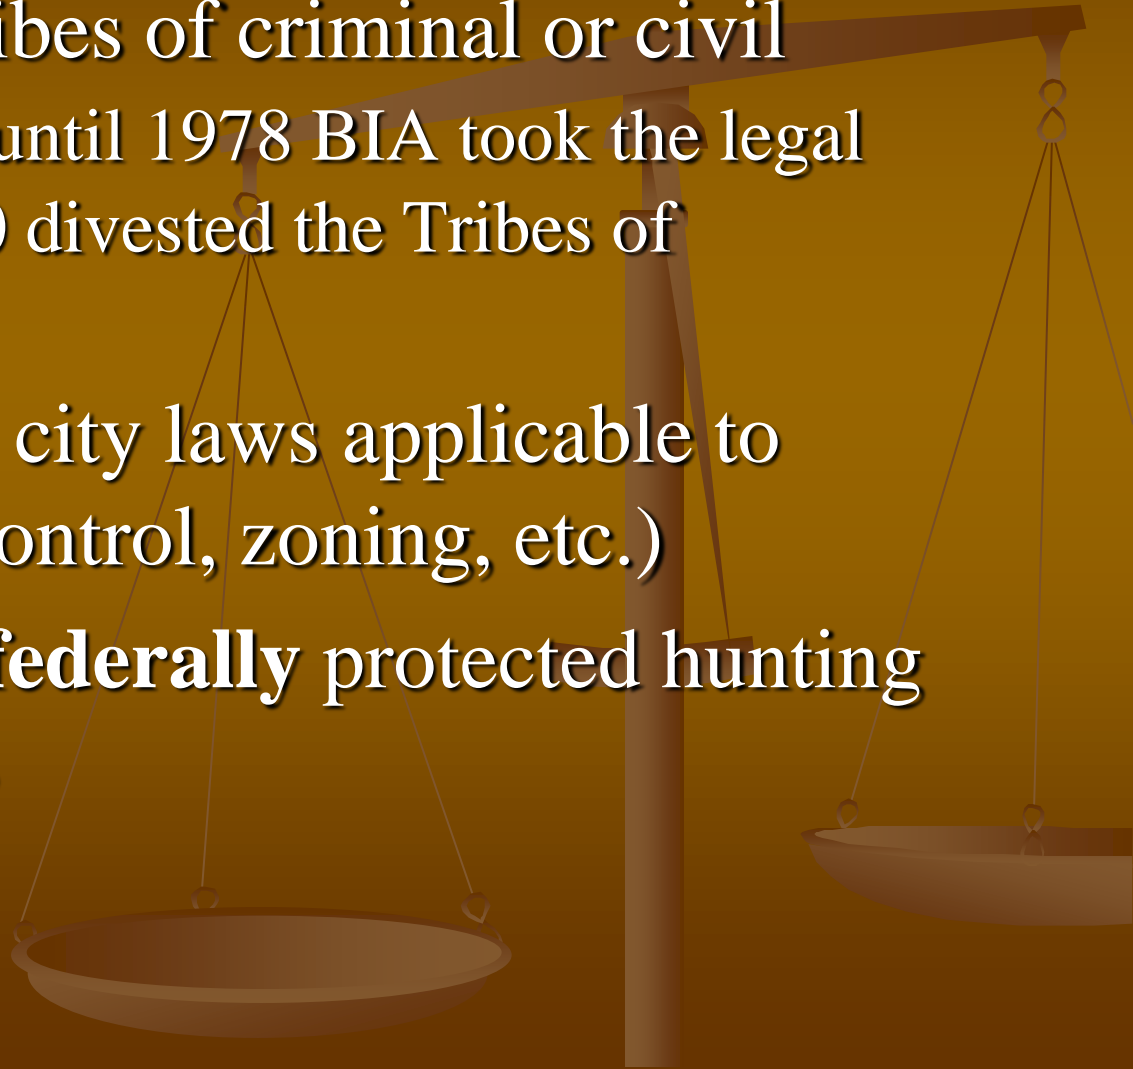 ibes of criminal or civil
until 1978 BIA took the legal
divested the Tribes of
city laws applicable to
ontrol, zoning, etc.)
federally protected hunting